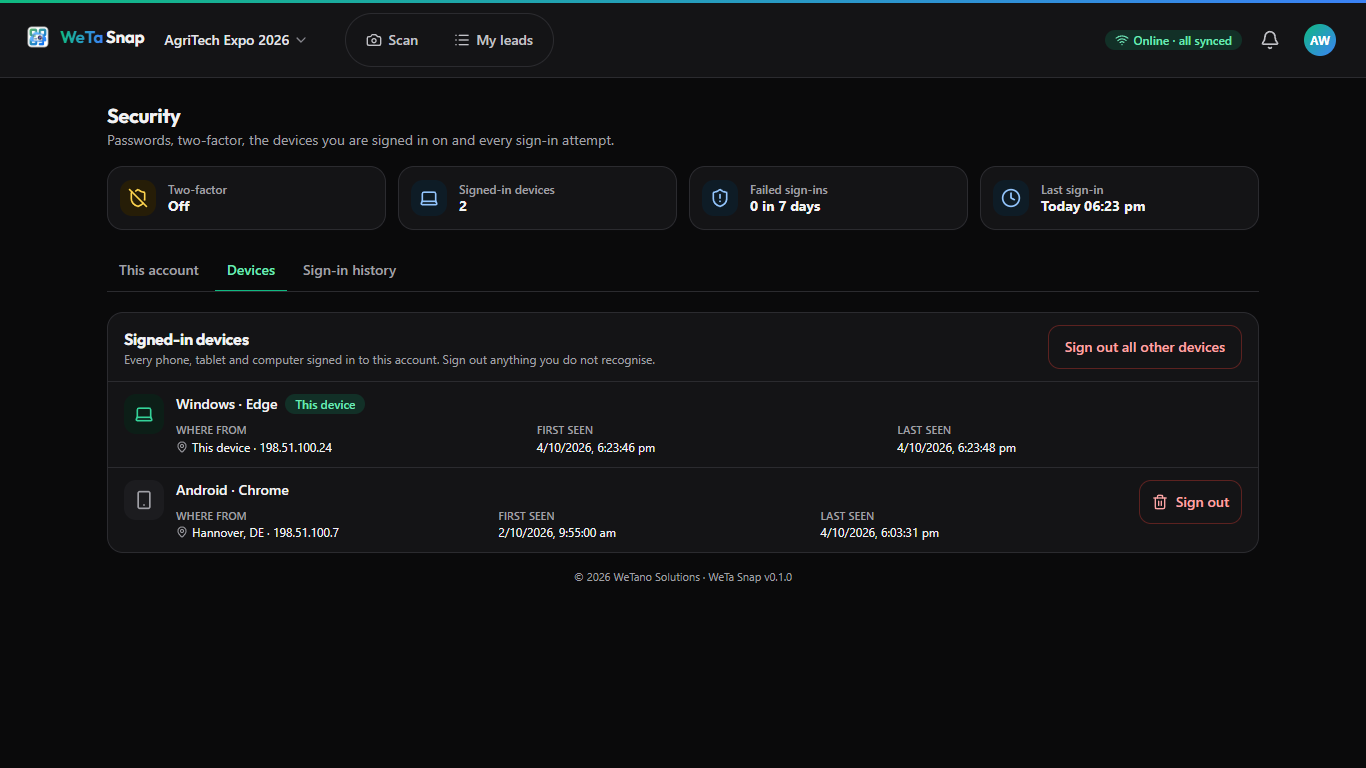 WeTa Snap
AgriTech Expo 2026
Scan
My leads
Online · all synced
AW
Security
Passwords, two-factor, the devices you are signed in on and every sign-in attempt.
Two-factor
Off
Signed-in devices
2
Failed sign-ins
0 in 7 days
Last sign-in
Today 06:23 pm
This account
Devices
Sign-in history
Signed-in devices
Every phone, tablet and computer signed in to this account. Sign out anything you do not recognise.
Sign out all other devices
Windows · Edge
This device
WHERE FROM
This device · 198.51.100.24
FIRST SEEN
4/10/2026, 6:23:46 pm
LAST SEEN
4/10/2026, 6:23:48 pm
Android · Chrome
WHERE FROM
Hannover, DE · 198.51.100.7
FIRST SEEN
2/10/2026, 9:55:00 am
LAST SEEN
4/10/2026, 6:03:31 pm
Sign out
© 2026 WeTano Solutions · WeTa Snap v0.1.0